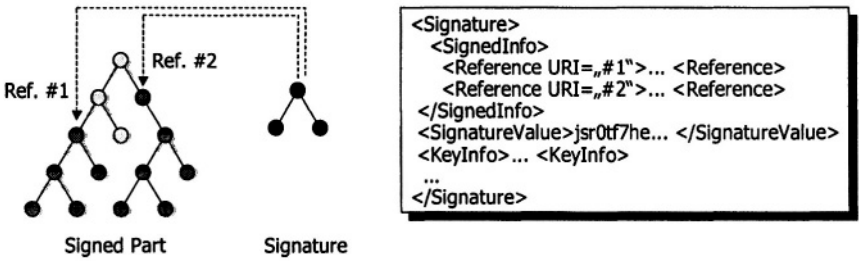 Ref. #2
Ref. #1
Signed Part
Signature
<Signature>
<SignedInfo>
<Reference URI=„#1“>... <Reference>
<Reference URI=„#2“>... <Reference>
</SignedInfo>
<SignatureValue>jsr0tf7he... </SignatureValue>
<KeyInfo>... <KeyInfo>
...
</Signature>